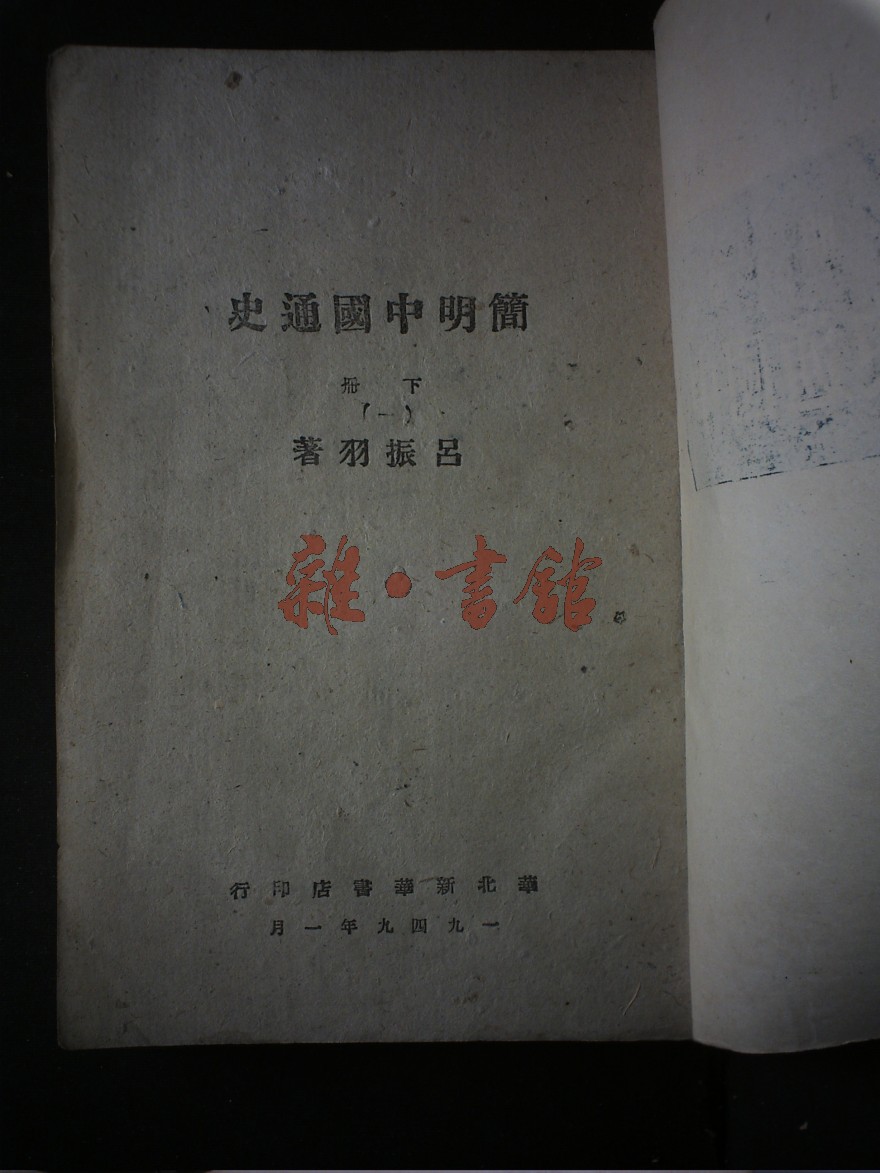 簡明中國通史
下册
（一）
呂振羽著
雜·書館
華北新華書店印行
一九四九年一月